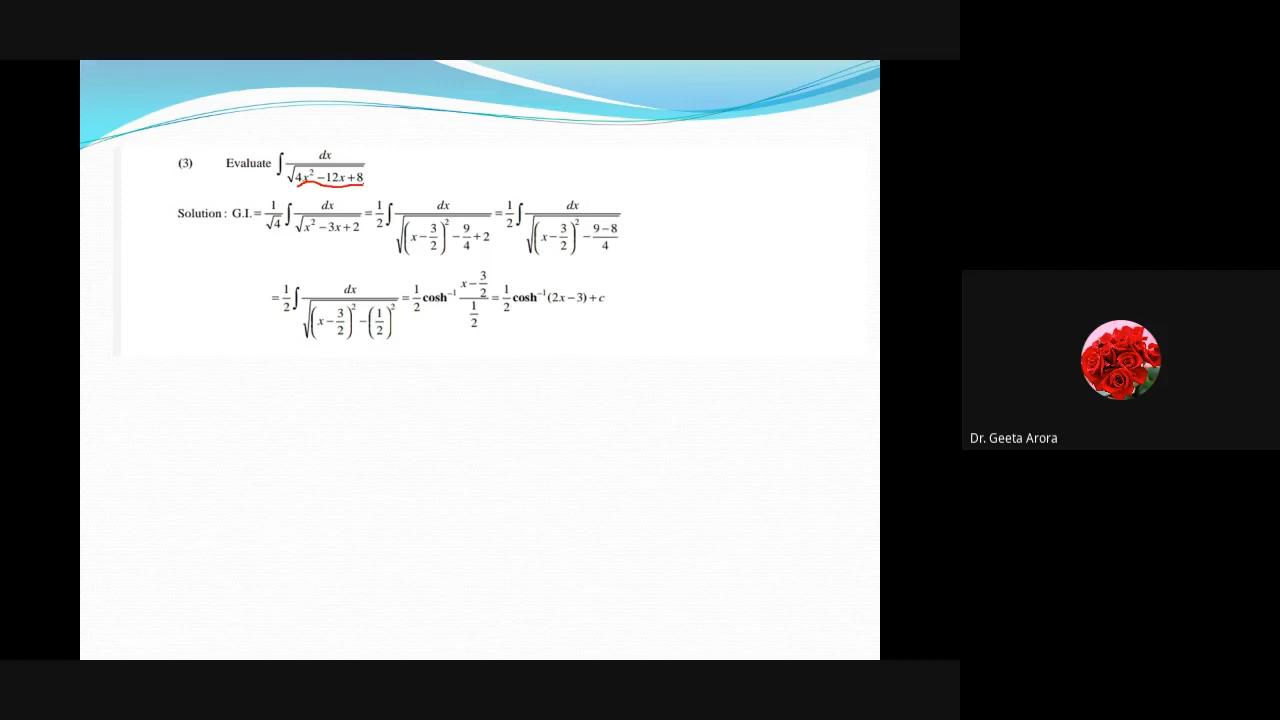 (3) Evaluate ∫ dx / √(4x² − 12x + 8)
Solution : G.I. = 1/√4 ∫ dx / √(x² − 3x + 2) = 1/2 ∫ dx / √((x − 3/2)² − 9/4 + 2) = 1/2 ∫ dx / √((x − 3/2)² − (9 − 8)/4)
= 1/2 ∫ dx / √((x − 3/2)² − (1/2)²) = 1/2 cosh⁻¹ (x − 3/2)/(1/2) = 1/2 cosh⁻¹(2x − 3) + c
Dr. Geeta Arora